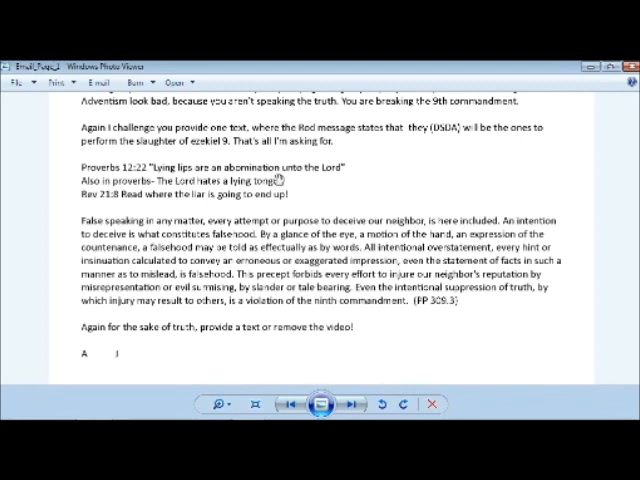 Email_Page_1 - Windows Photo Viewer
File Print E-mail Burn Open
Adventism look bad, because you aren't speaking the truth. You are breaking the 9th commandment.
Again I challenge you provide one text, where the Rod message states that they (DSDA) will be the ones to
perform the slaughter of ezekiel 9. That's all I'm asking for.
Proverbs 12:22 "Lying lips are an abomination unto the Lord"
Also in proverbs- The Lord hates a lying tongue
Rev 21:8 Read where the liar is going to end up!
False speaking in any matter, every attempt or purpose to deceive our neighbor, is here included. An intention
to deceive is what constitutes falsehood. By a glance of the eye, a motion of the hand, an expression of the
countenance, a falsehood may be told as effectually as by words. All intentional overstatement, every hint or
insinuation calculated to convey an erroneous or exaggerated impression, even the statement of facts in such a
manner as to mislead, is falsehood. This precept forbids every effort to injure our neighbor's reputation by
misrepresentation or evil surmising, by slander or tale bearing. Even the intentional suppression of truth, by
which injury may result to others, is a violation of the ninth commandment. {PP 309.3}
Again for the sake of truth, provide a text or remove the video!
A J